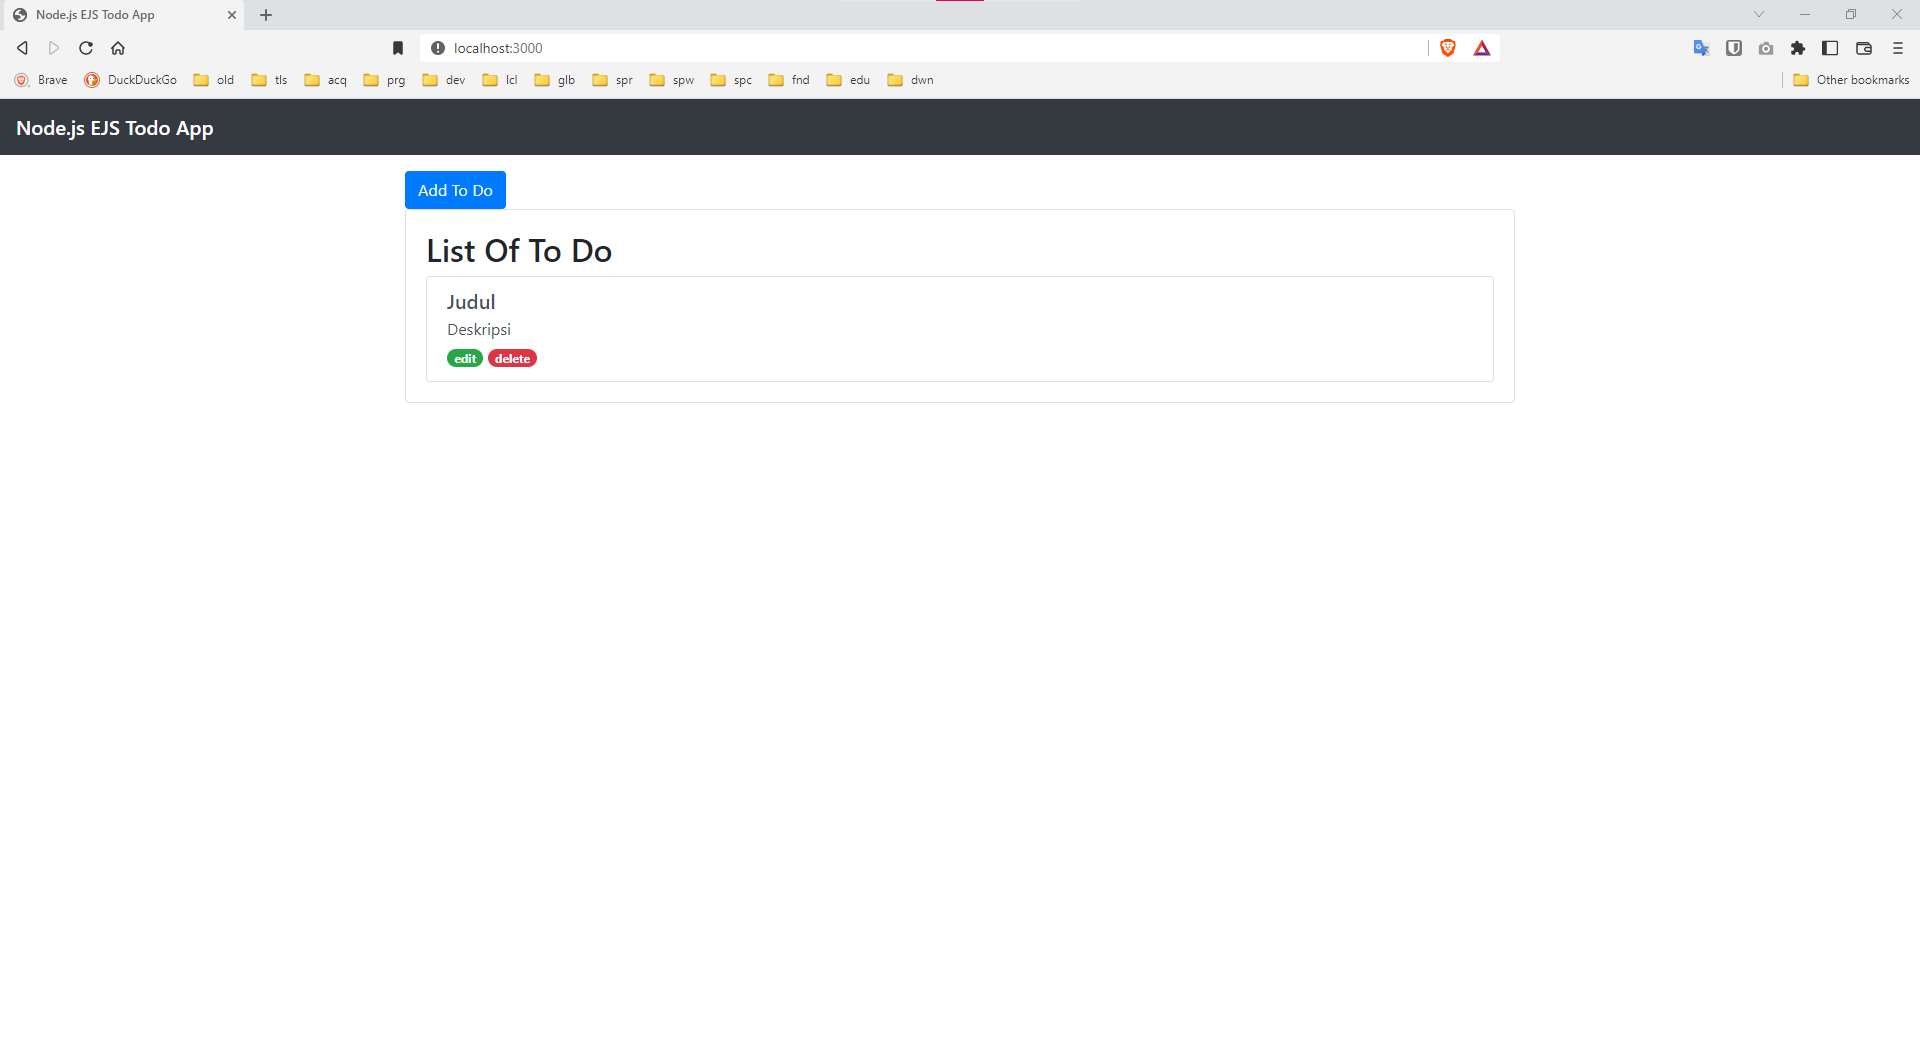 Node.js EJS Todo App
localhost:3000
Brave DuckDuckGo old tls acq prg dev lcl glb spr spw spc fnd edu dwn Other bookmarks
Node.js EJS Todo App
Add To Do
List Of To Do
Judul
Deskripsi
edit delete